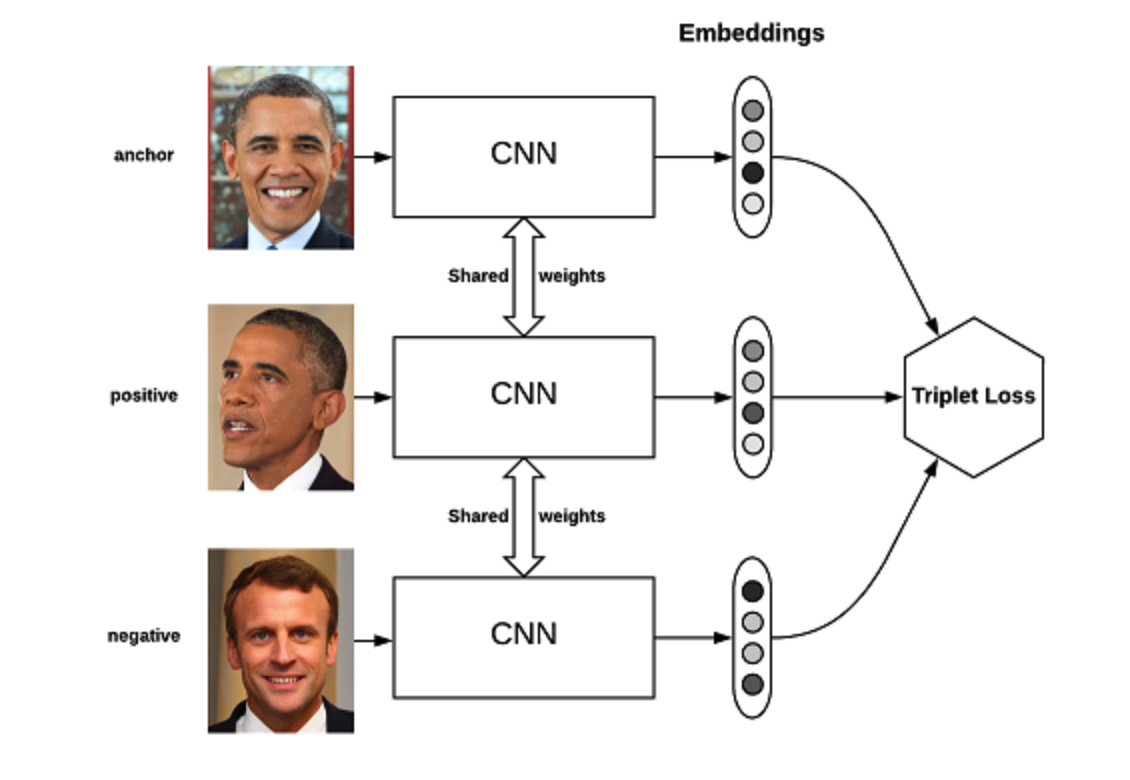 Embeddings
anchor
CNN
Shared weights
positive
CNN
Triplet Loss
Shared weights
negative
CNN